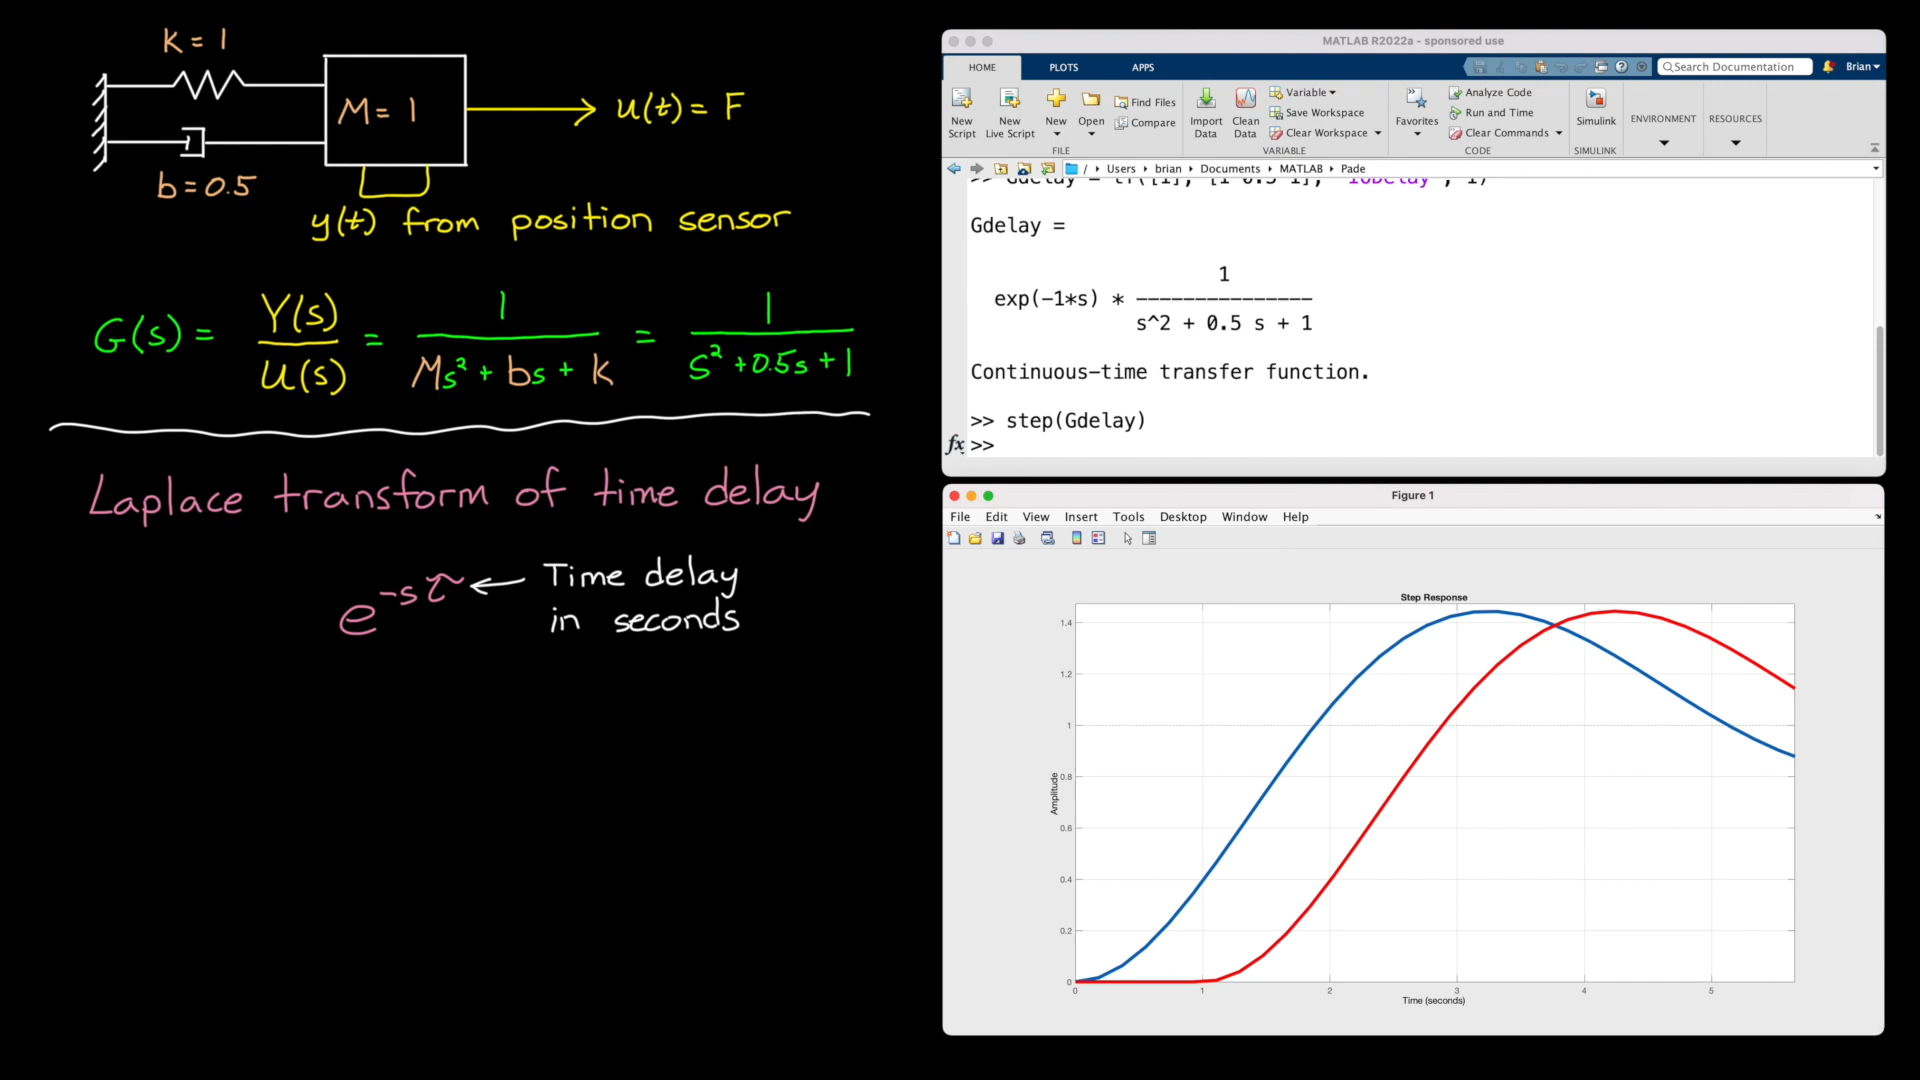 k = 1
M = 1
u(t) = F
b = 0.5
y(t) from position sensor
G(s) = Y(s) / U(s) = 1 / Ms² + bs + k = 1 / s² + 0.5s + 1
Laplace transform of time delay
e^-sτ ← Time delay
in seconds
MATLAB R2022a - sponsored use
HOME PLOTS APPS
Search Documentation
Brian
New Script
New Live Script
New
Open
Find Files
Compare
FILE
Import Data
Clean Data
Variable
Save Workspace
Clear Workspace
VARIABLE
Favorites
Analyze Code
Run and Time
Clear Commands
CODE
Simulink
SIMULINK
ENVIRONMENT
RESOURCES
/ Users brian Documents MATLAB Pade
Gdelay =
1
exp(-1*s) * ---------------
s^2 + 0.5 s + 1
Continuous-time transfer function.
>> step(Gdelay)
fx >>
Figure 1
File Edit View Insert Tools Desktop Window Help
Step Response
1.4
1.2
1
0.8
0.6
0.4
0.2
0
Amplitude
0 1 2 3 4 5
Time (seconds)